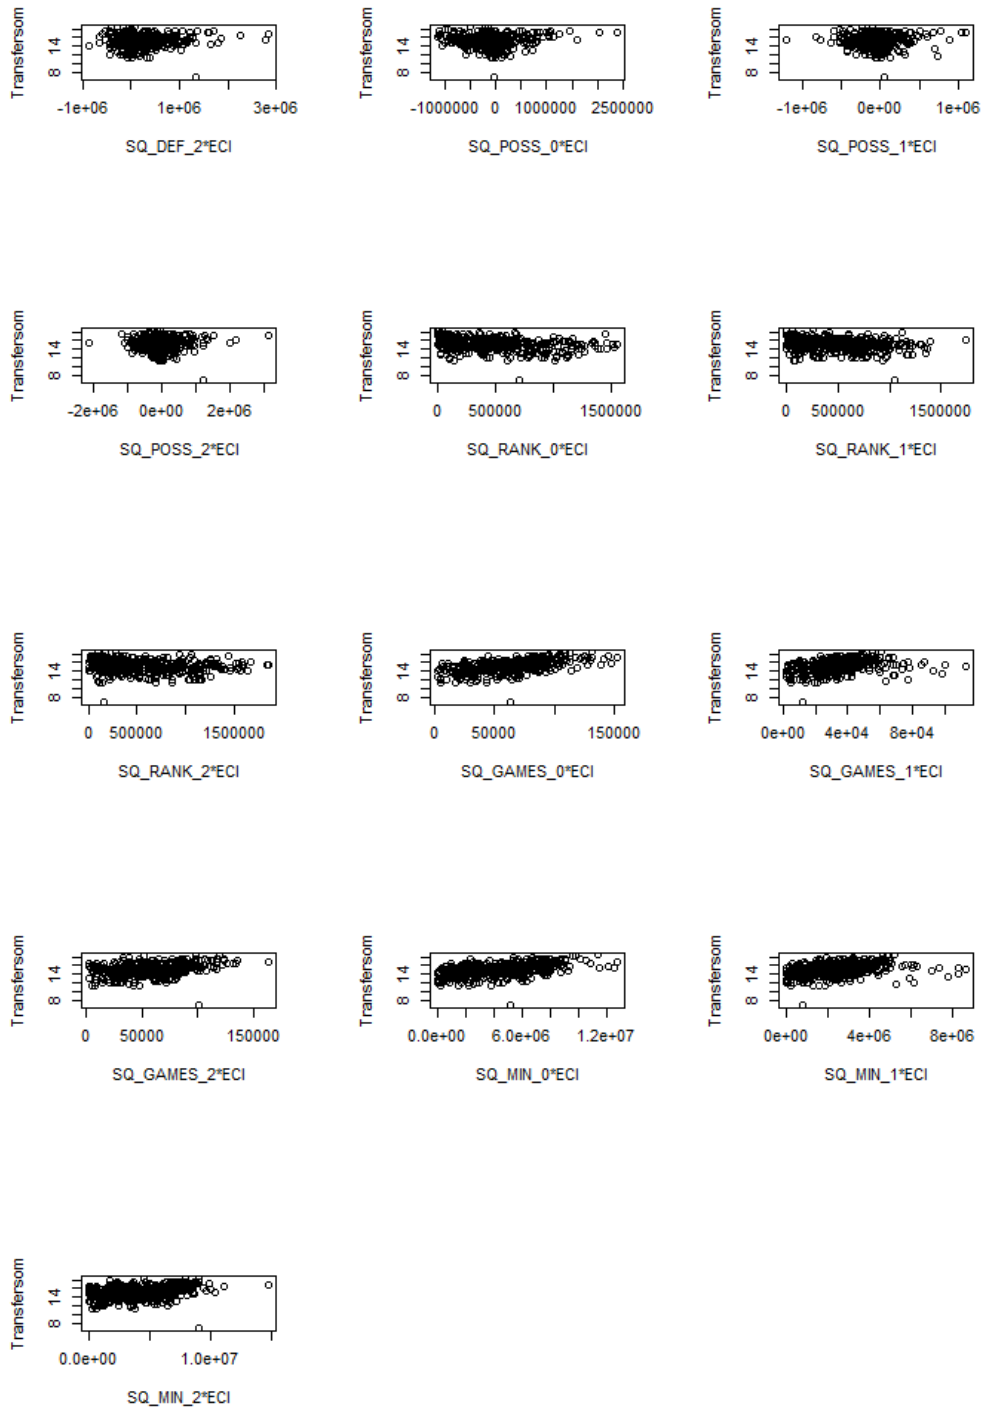 Transfersom Transfersom Transfersom
14 14 14
8 8 8
-1e+06 1e+06 3e+06 -1000000 0 1000000 2500000 -1e+06 0e+00 1e+06
SQ_DEF_2*ECI SQ_POSS_0*ECI SQ_POSS_1*ECI
Transfersom Transfersom Transfersom
14 14 14
8 8 8
-2e+06 0e+00 2e+06 0 500000 1500000 0 500000 1500000
SQ_POSS_2*ECI SQ_RANK_0*ECI SQ_RANK_1*ECI
Transfersom Transfersom Transfersom
14 14 14
8 8 8
0 500000 1500000 0 50000 150000 0e+00 4e+04 8e+04
SQ_RANK_2*ECI SQ_GAMES_0*ECI SQ_GAMES_1*ECI
Transfersom Transfersom Transfersom
14 14 14
8 8 8
0 50000 150000 0.0e+00 6.0e+06 1.2e+07 0e+00 4e+06 8e+06
SQ_GAMES_2*ECI SQ_MIN_0*ECI SQ_MIN_1*ECI
Transfersom
14
8
0.0e+00 1.0e+07
SQ_MIN_2*ECI